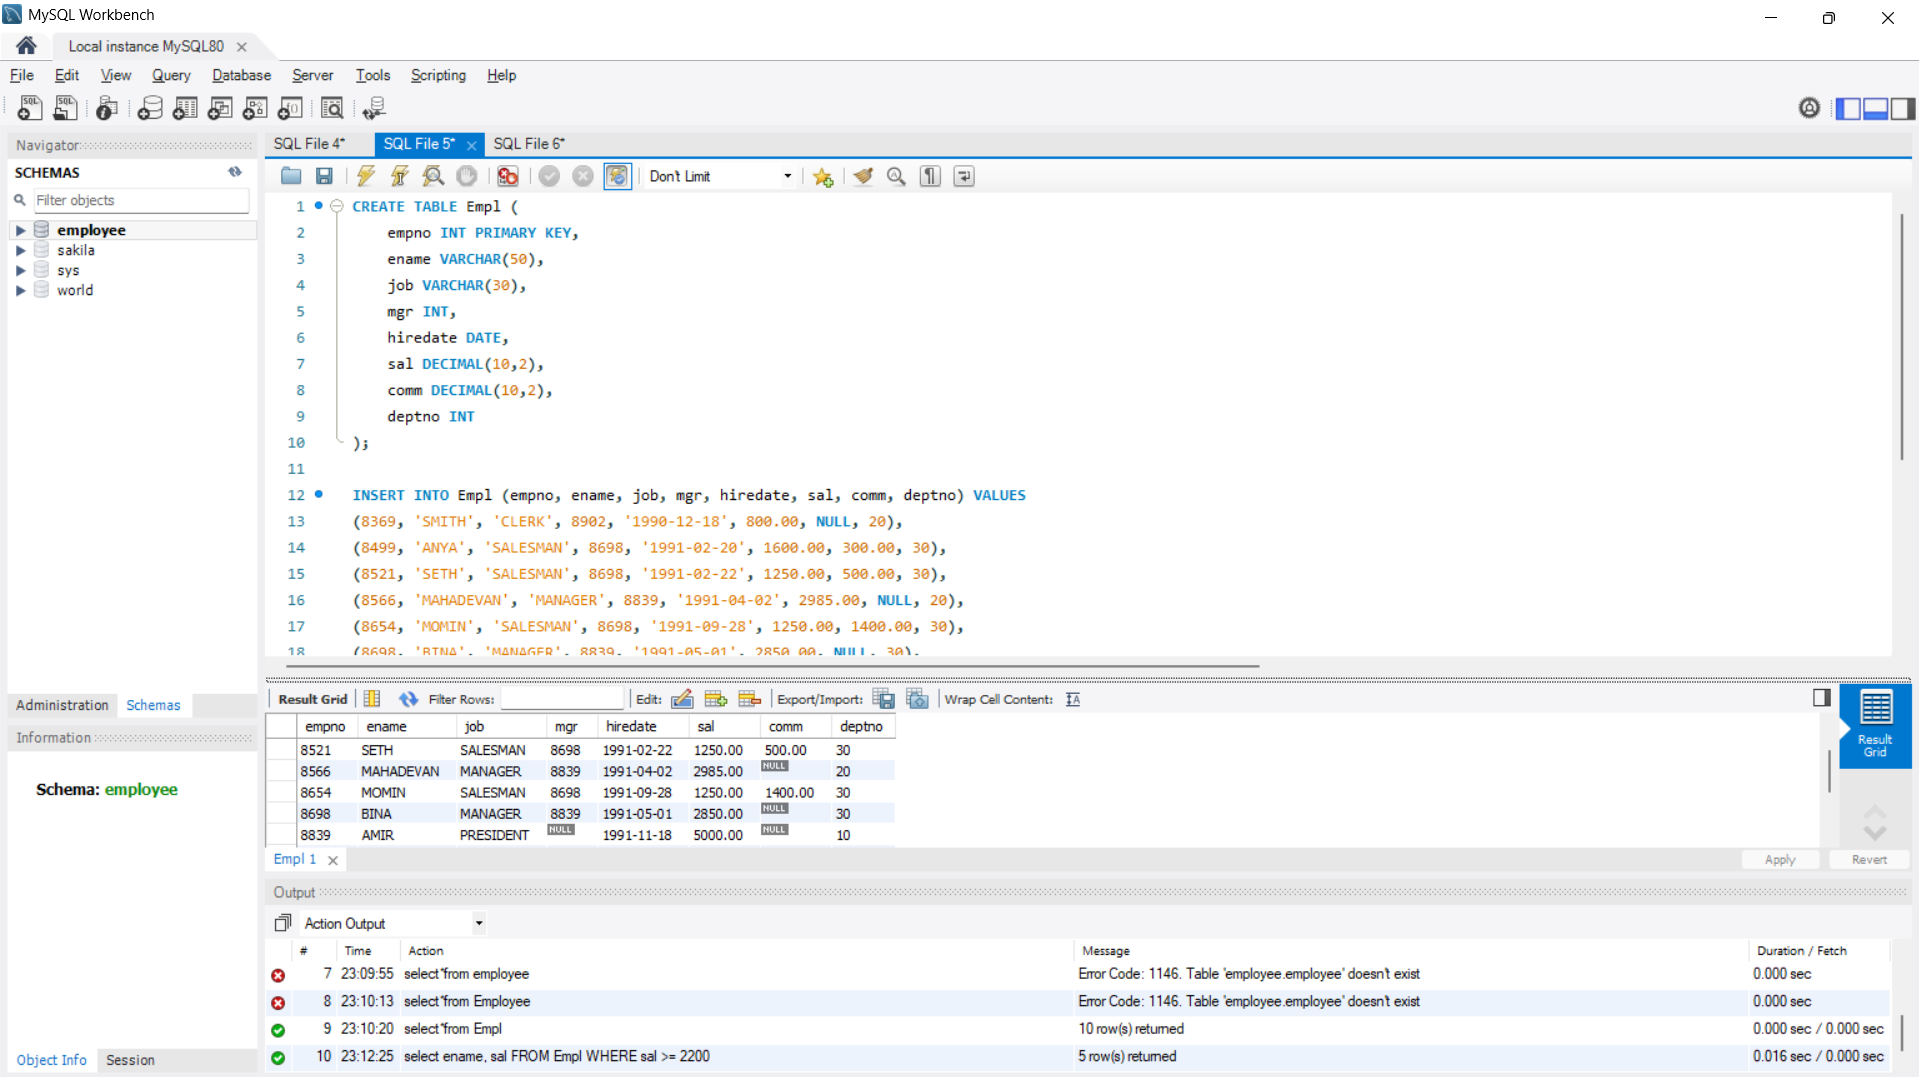 MySQL Workbench
Local instance MySQL80
File Edit View Query Database Server Tools Scripting Help
Navigator
SCHEMAS
Filter objects
employee
sakila
sys
world
Administration Schemas
Information
Schema: employee
Object Info Session
SQL File 4* SQL File 5* SQL File 6*
Don't Limit
1 CREATE TABLE Empl (
2 empno INT PRIMARY KEY,
3 ename VARCHAR(50),
4 job VARCHAR(30),
5 mgr INT,
6 hiredate DATE,
7 sal DECIMAL(10,2),
8 comm DECIMAL(10,2),
9 deptno INT
10 );
11
12 INSERT INTO Empl (empno, ename, job, mgr, hiredate, sal, comm, deptno) VALUES
13 (8369, 'SMITH', 'CLERK', 8902, '1990-12-18', 800.00, NULL, 20),
14 (8499, 'ANYA', 'SALESMAN', 8698, '1991-02-20', 1600.00, 300.00, 30),
15 (8521, 'SETH', 'SALESMAN', 8698, '1991-02-22', 1250.00, 500.00, 30),
16 (8566, 'MAHADEVAN', 'MANAGER', 8839, '1991-04-02', 2985.00, NULL, 20),
17 (8654, 'MOMIN', 'SALESMAN', 8698, '1991-09-28', 1250.00, 1400.00, 30),
18 (8698, 'BINA', 'MANAGER', 8839, '1991-05-01', 2850.00, NULL, 30),
Result Grid Filter Rows: Edit: Export/Import: Wrap Cell Content:
empno ename job mgr hiredate sal comm deptno
8521 SETH SALESMAN 8698 1991-02-22 1250.00 500.00 30
8566 MAHADEVAN MANAGER 8839 1991-04-02 2985.00 NULL 20
8654 MOMIN SALESMAN 8698 1991-09-28 1250.00 1400.00 30
8698 BINA MANAGER 8839 1991-05-01 2850.00 NULL 30
8839 AMIR PRESIDENT NULL 1991-11-18 5000.00 NULL 10
Result
Grid
Empl 1
Apply Revert
Output
Action Output
# Time Action Message Duration / Fetch
7 23:09:55 select*from employee Error Code: 1146. Table 'employee.employee' doesn't exist 0.000 sec
8 23:10:13 select*from Employee Error Code: 1146. Table 'employee.employee' doesn't exist 0.000 sec
9 23:10:20 select*from Empl 10 row(s) returned 0.000 sec / 0.000 sec
10 23:12:25 select ename, sal FROM Empl WHERE sal >= 2200 5 row(s) returned 0.016 sec / 0.000 sec